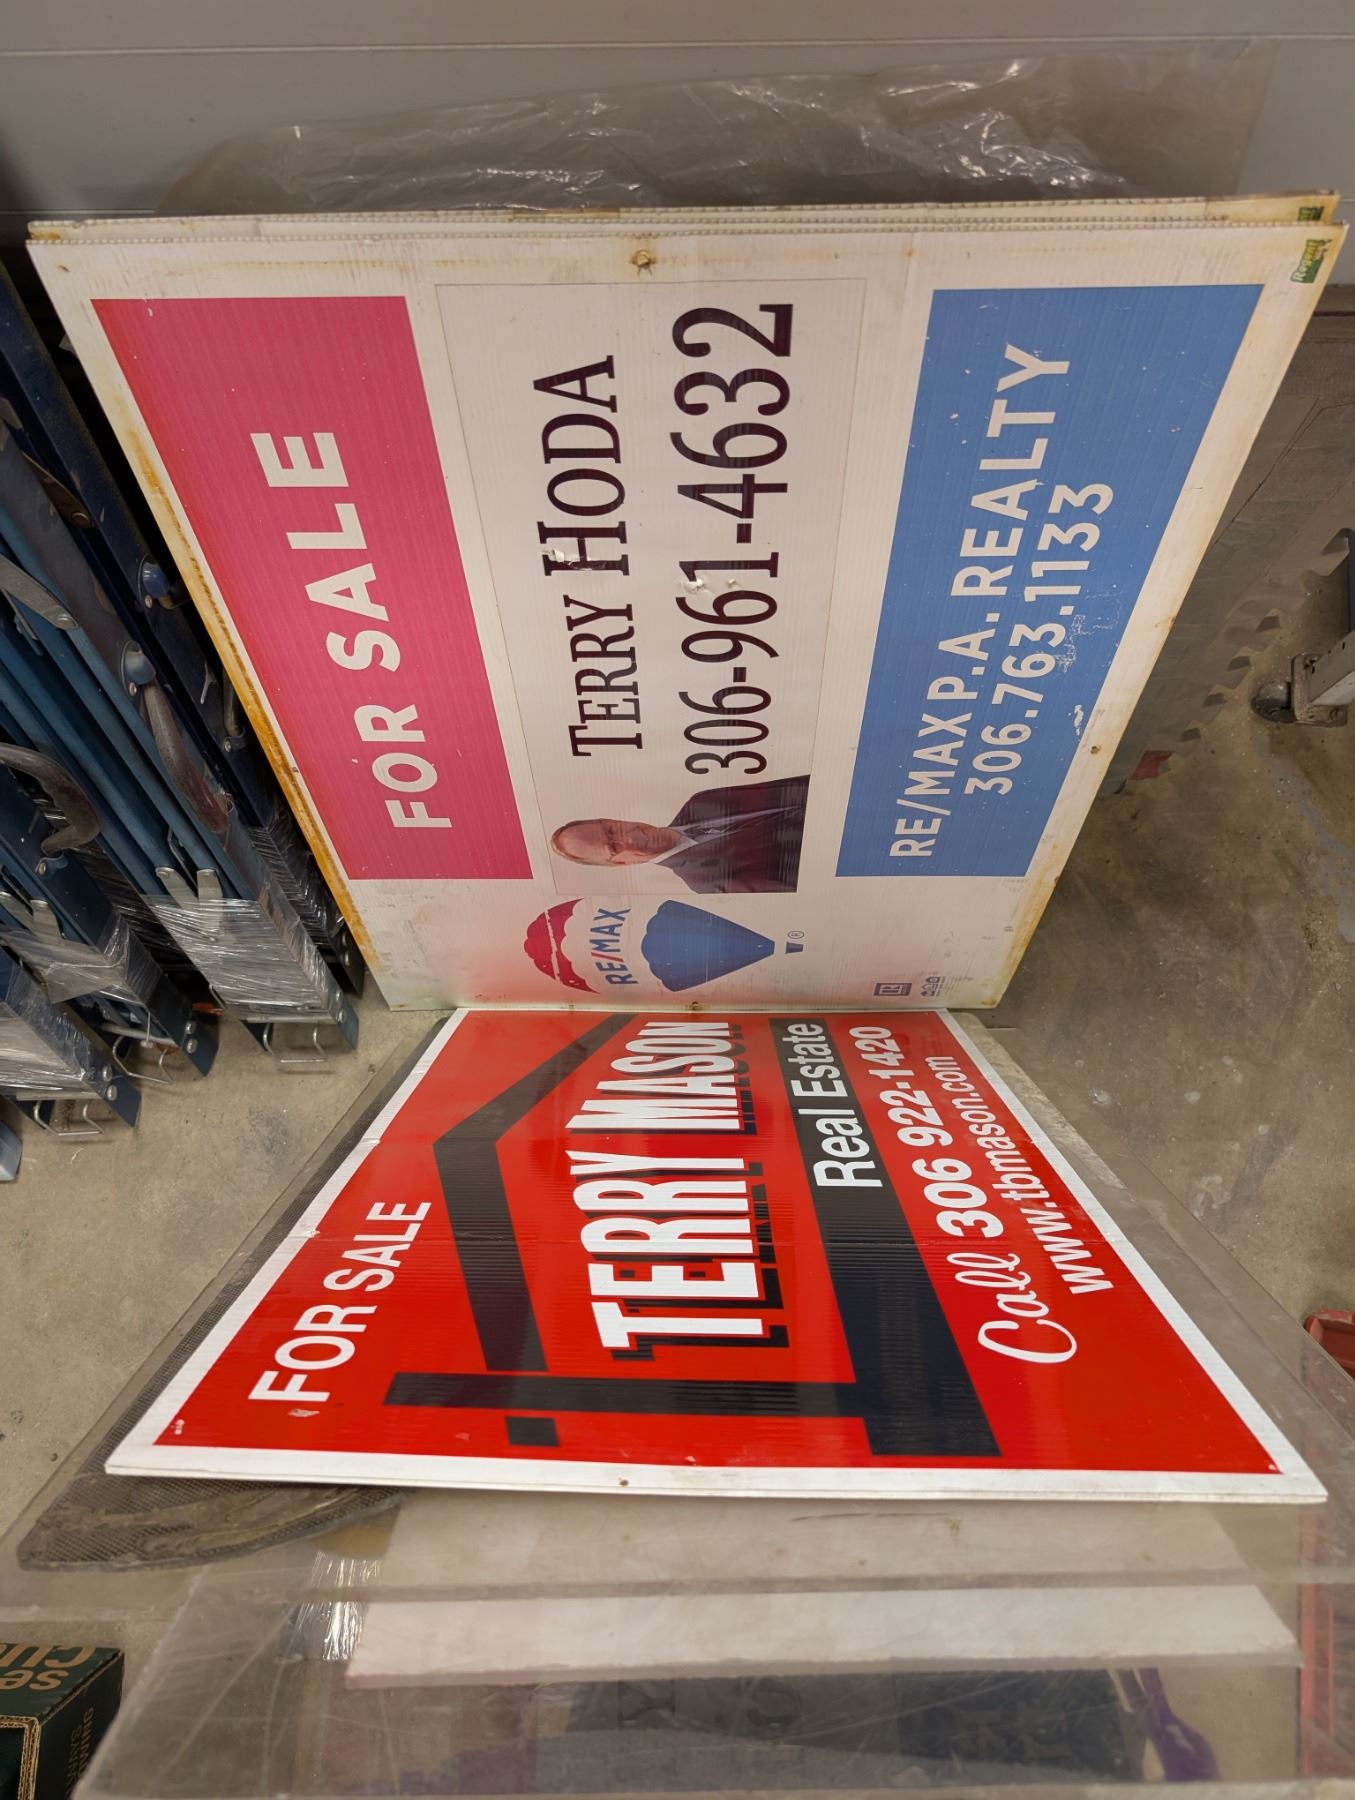 FOR SALE
TERRY HODA
306-961-4632
RE/MAX
®
RE/MAX P.A. REALTY
306.763.1133
FOR SALE
TERRY MASON
Real Estate
Call 306 922-1420
www.tbmason.com